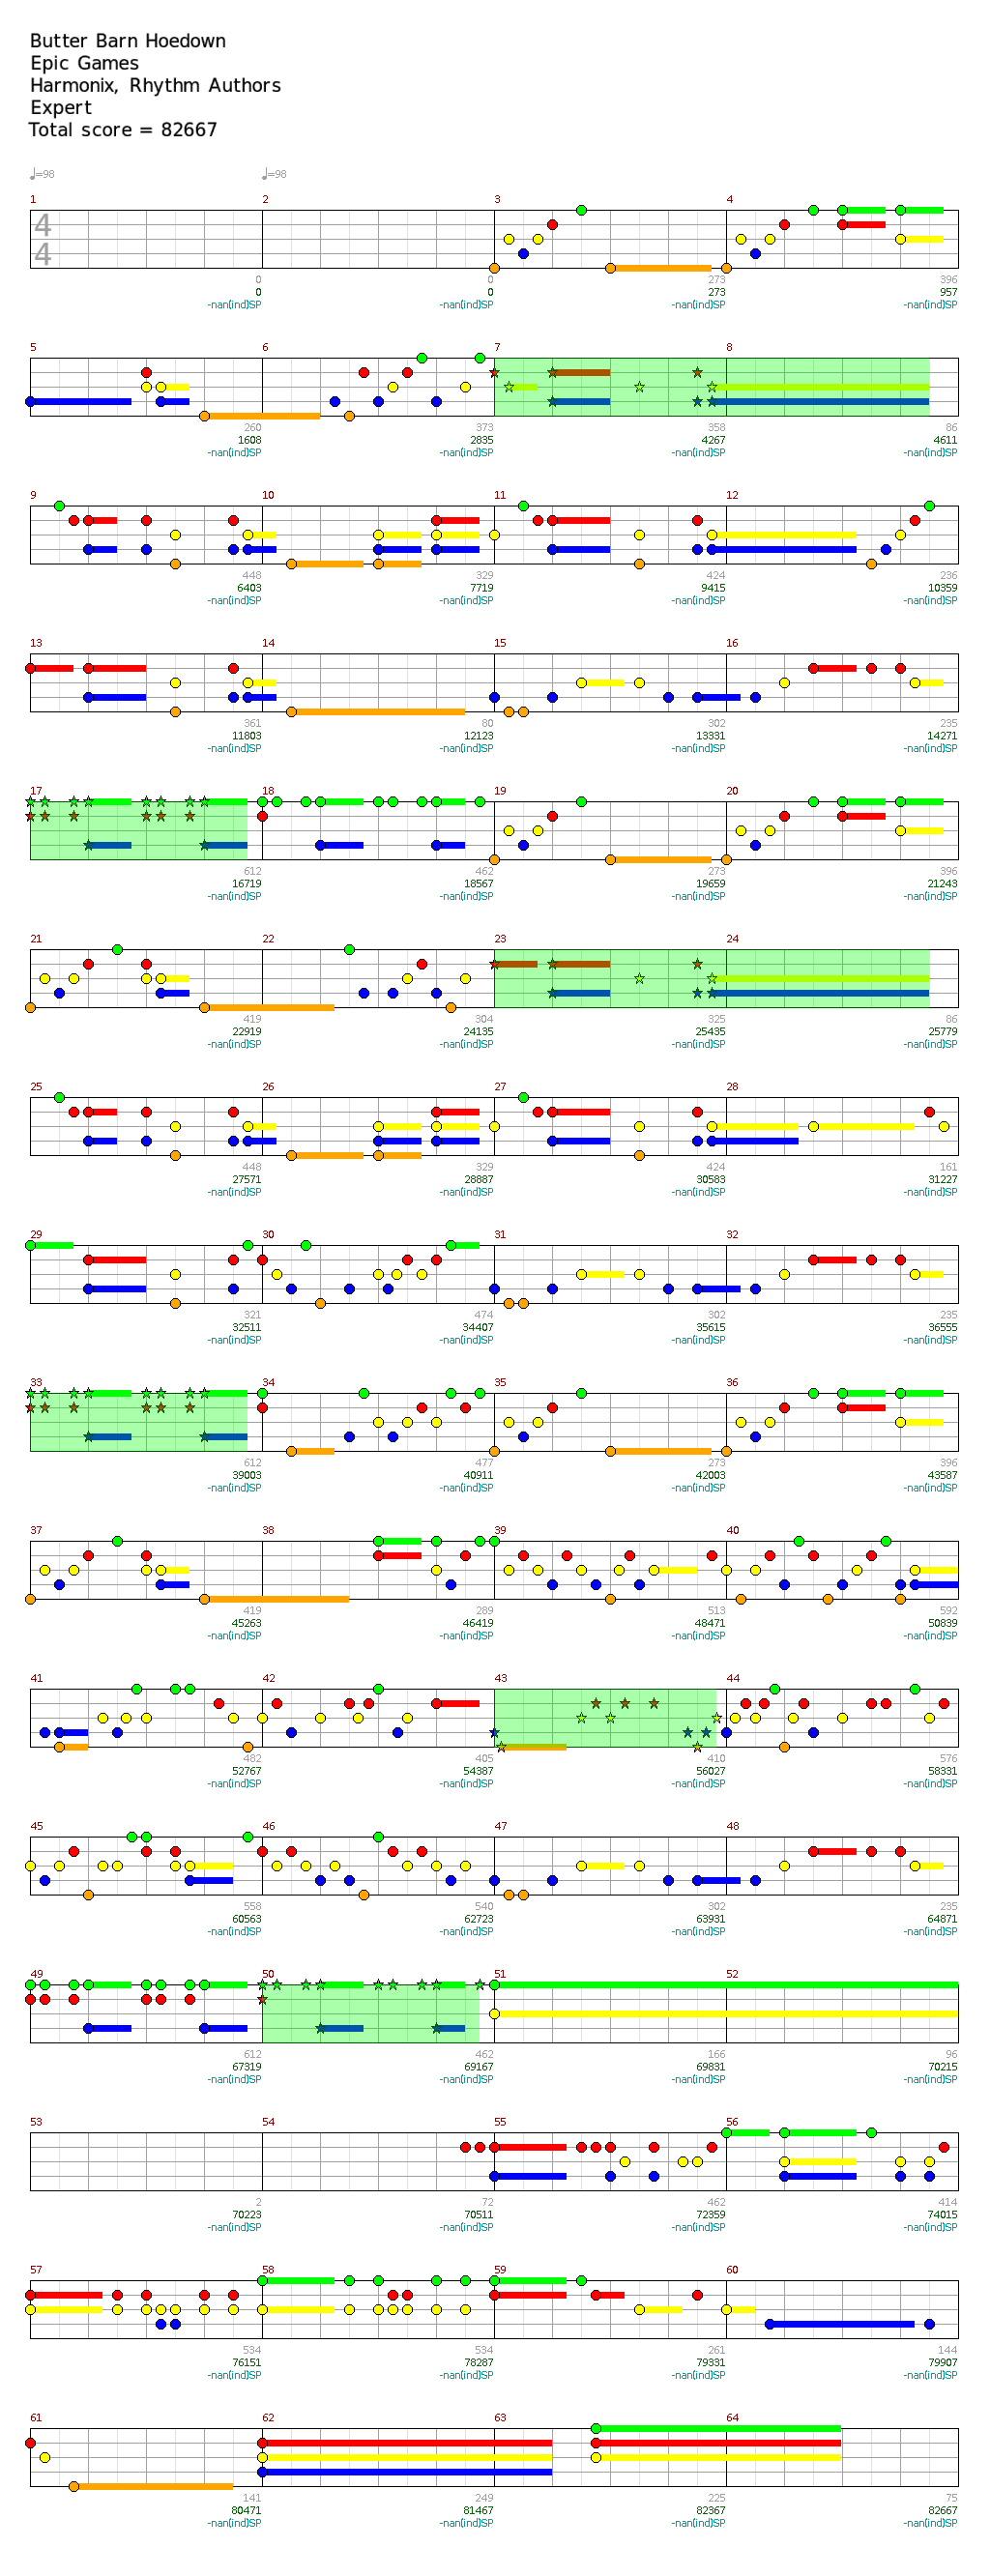 Butter Barn Hoedown
Epic Games
Harmonix, Rhythm Authors
Expert
Total score = 82667
♩=98 ♩=98
1 2 3 4
4
4
0 0 273 396
0 0 273 957
-nan(ind)SP -nan(ind)SP -nan(ind)SP -nan(ind)SP
5 6 7 8
260 373 358 86
1608 2835 4267 4611
-nan(ind)SP -nan(ind)SP -nan(ind)SP -nan(ind)SP
9 10 11 12
448 329 424 236
6403 7719 9415 10359
-nan(ind)SP -nan(ind)SP -nan(ind)SP -nan(ind)SP
13 14 15 16
361 80 302 235
11803 12123 13331 14271
-nan(ind)SP -nan(ind)SP -nan(ind)SP -nan(ind)SP
17 18 19 20
612 462 273 396
16719 18567 19659 21243
-nan(ind)SP -nan(ind)SP -nan(ind)SP -nan(ind)SP
21 22 23 24
419 304 325 86
22919 24135 25435 25779
-nan(ind)SP -nan(ind)SP -nan(ind)SP -nan(ind)SP
25 26 27 28
448 329 424 161
27571 28887 30583 31227
-nan(ind)SP -nan(ind)SP -nan(ind)SP -nan(ind)SP
29 30 31 32
321 474 302 235
32511 34407 35615 36555
-nan(ind)SP -nan(ind)SP -nan(ind)SP -nan(ind)SP
33 34 35 36
612 477 273 396
39003 40911 42003 43587
-nan(ind)SP -nan(ind)SP -nan(ind)SP -nan(ind)SP
37 38 39 40
419 289 513 592
45263 46419 48471 50839
-nan(ind)SP -nan(ind)SP -nan(ind)SP -nan(ind)SP
41 42 43 44
482 405 410 576
52767 54387 56027 58331
-nan(ind)SP -nan(ind)SP -nan(ind)SP -nan(ind)SP
45 46 47 48
558 540 302 235
60563 62723 63931 64871
-nan(ind)SP -nan(ind)SP -nan(ind)SP -nan(ind)SP
49 50 51 52
612 462 166 96
67319 69167 69831 70215
-nan(ind)SP -nan(ind)SP -nan(ind)SP -nan(ind)SP
53 54 55 56
2 72 462 414
70223 70511 72359 74015
-nan(ind)SP -nan(ind)SP -nan(ind)SP -nan(ind)SP
57 58 59 60
534 534 261 144
76151 78287 79331 79907
-nan(ind)SP -nan(ind)SP -nan(ind)SP -nan(ind)SP
61 62 63 64
141 249 225 75
80471 81467 82367 82667
-nan(ind)SP -nan(ind)SP -nan(ind)SP -nan(ind)SP